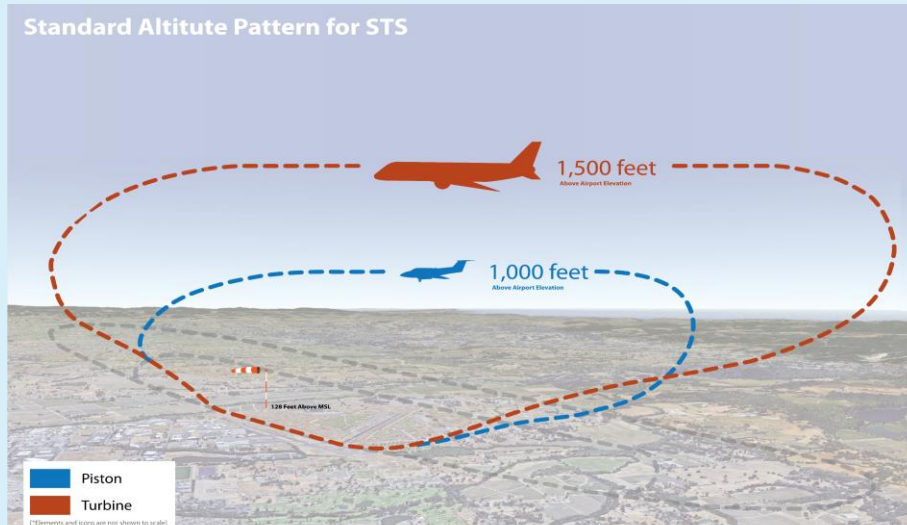 Standard Altitute Pattern for STS
1,500 feet
Above Airport Elevation
1,000 feet
Above Airport Elevation
128 Feet Above MSL
Piston
Turbine
(*Elements and icons are not shown to scale)